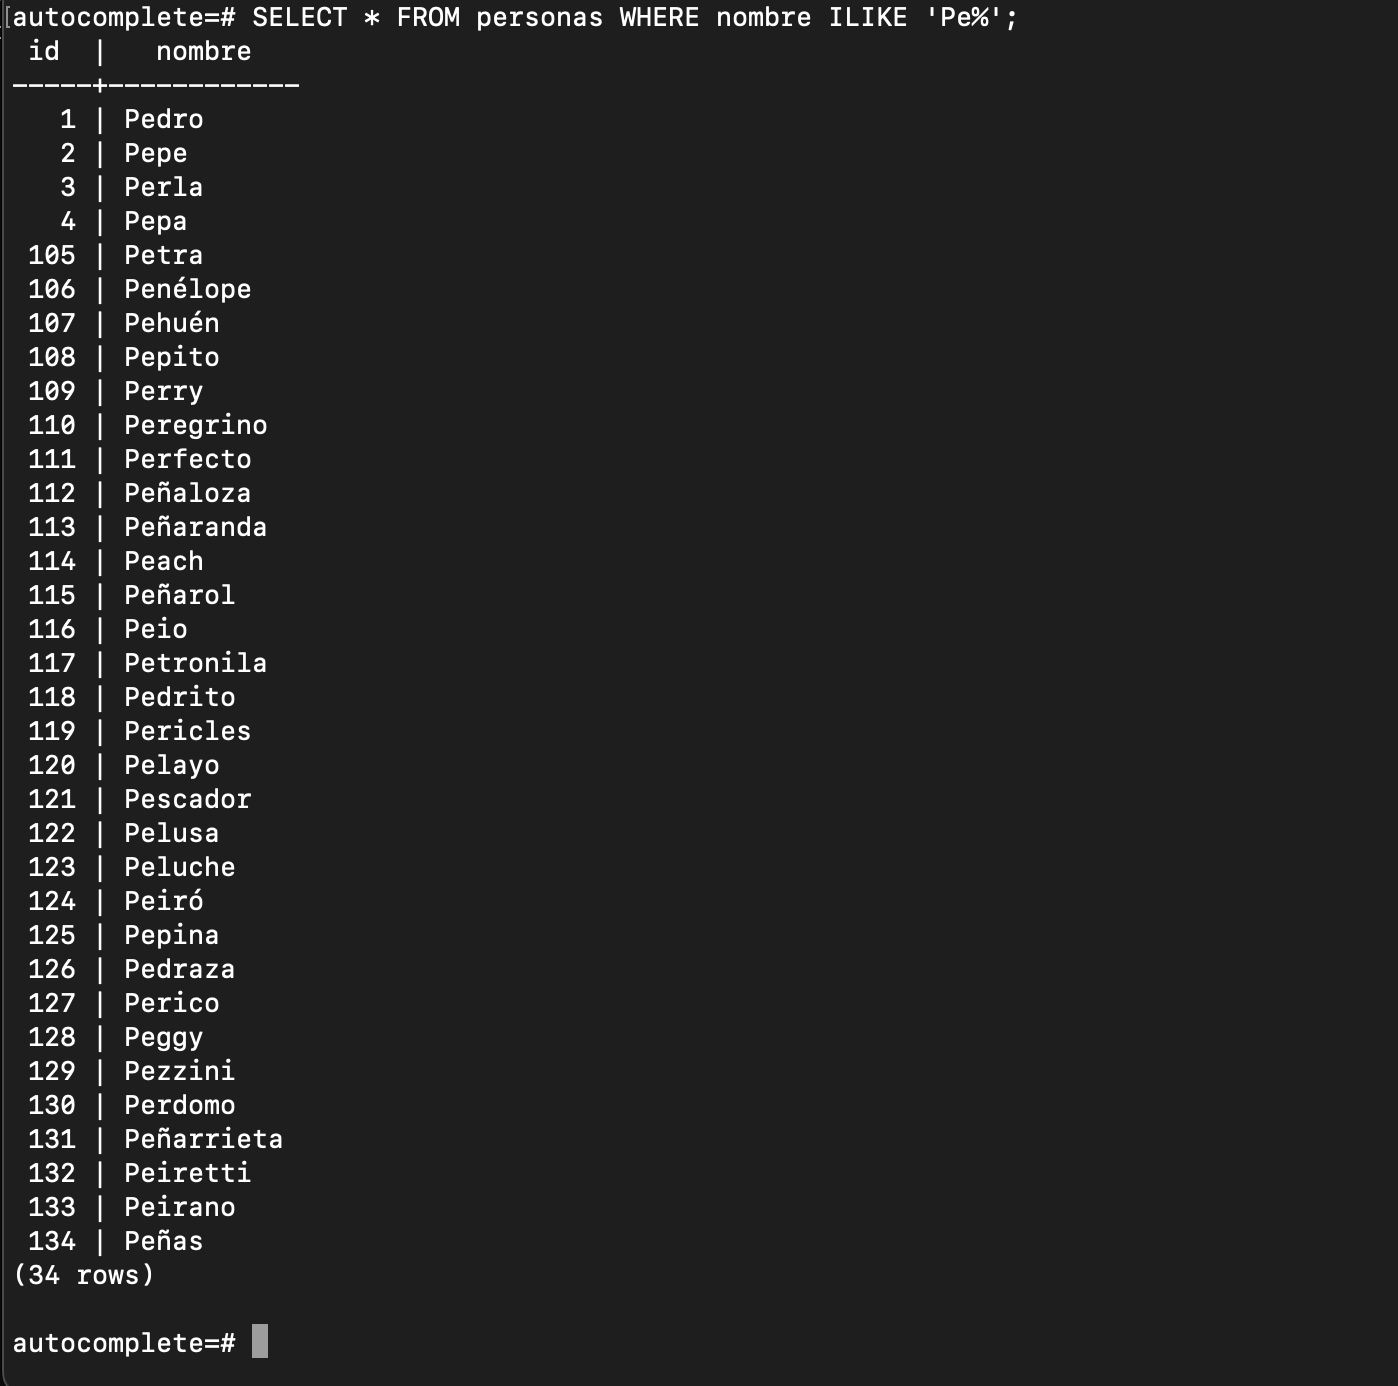 [autocomplete=# SELECT * FROM personas WHERE nombre ILIKE 'Pe%';
 id  |   nombre
-----+------------
   1 | Pedro
   2 | Pepe
   3 | Perla
   4 | Pepa
 105 | Petra
 106 | Penélope
 107 | Pehuén
 108 | Pepito
 109 | Perry
 110 | Peregrino
 111 | Perfecto
 112 | Peñaloza
 113 | Peñaranda
 114 | Peach
 115 | Peñarol
 116 | Peio
 117 | Petronila
 118 | Pedrito
 119 | Pericles
 120 | Pelayo
 121 | Pescador
 122 | Pelusa
 123 | Peluche
 124 | Peiró
 125 | Pepina
 126 | Pedraza
 127 | Perico
 128 | Peggy
 129 | Pezzini
 130 | Perdomo
 131 | Peñarrieta
 132 | Peiretti
 133 | Peirano
 134 | Peñas
(34 rows)

autocomplete=#